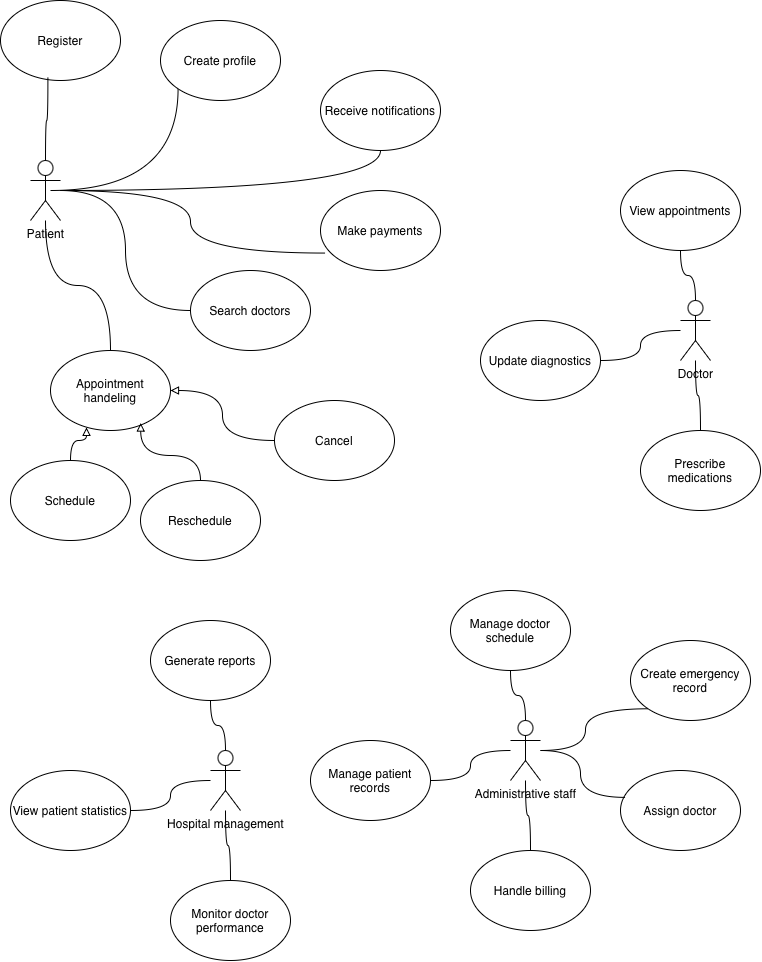 Register
Create profile
Receive notifications
Patient
Make payments
View appointments
Search doctors
Update diagnostics
Doctor
Appointment
handeling
Cancel
Schedule
Reschedule
Prescribe
medications
Generate reports
Manage doctor
schedule
Create emergency
record
View patient statistics
Hospital management
Manage patient
records
Administrative staff
Assign doctor
Monitor doctor
performance
Handle billing